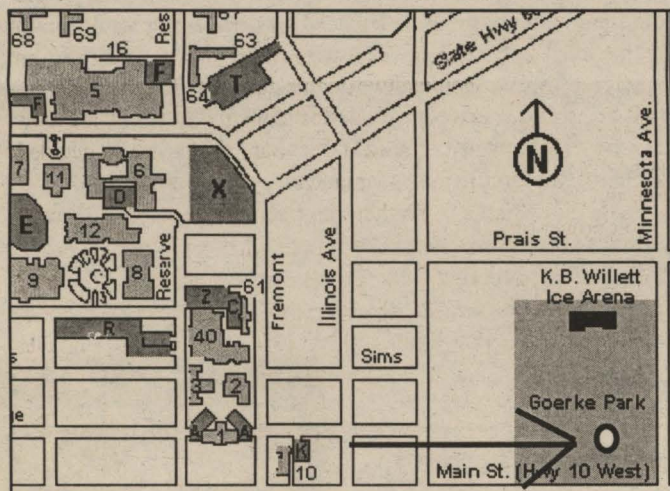 68
69
67
63
16
Res
State Hwy
F
5
F
T
64
7
11
6
D
X
E
12
9
8
Reserve
N
Minnesota Ave.
Prais St.
Fremont
Illinois Ave
61
Z
C
40
R
K.B. Willett
Ice Arena
Sims
3
2
Goerke Park
A
1
A
K
10
Main St. (Hwy 10 West)